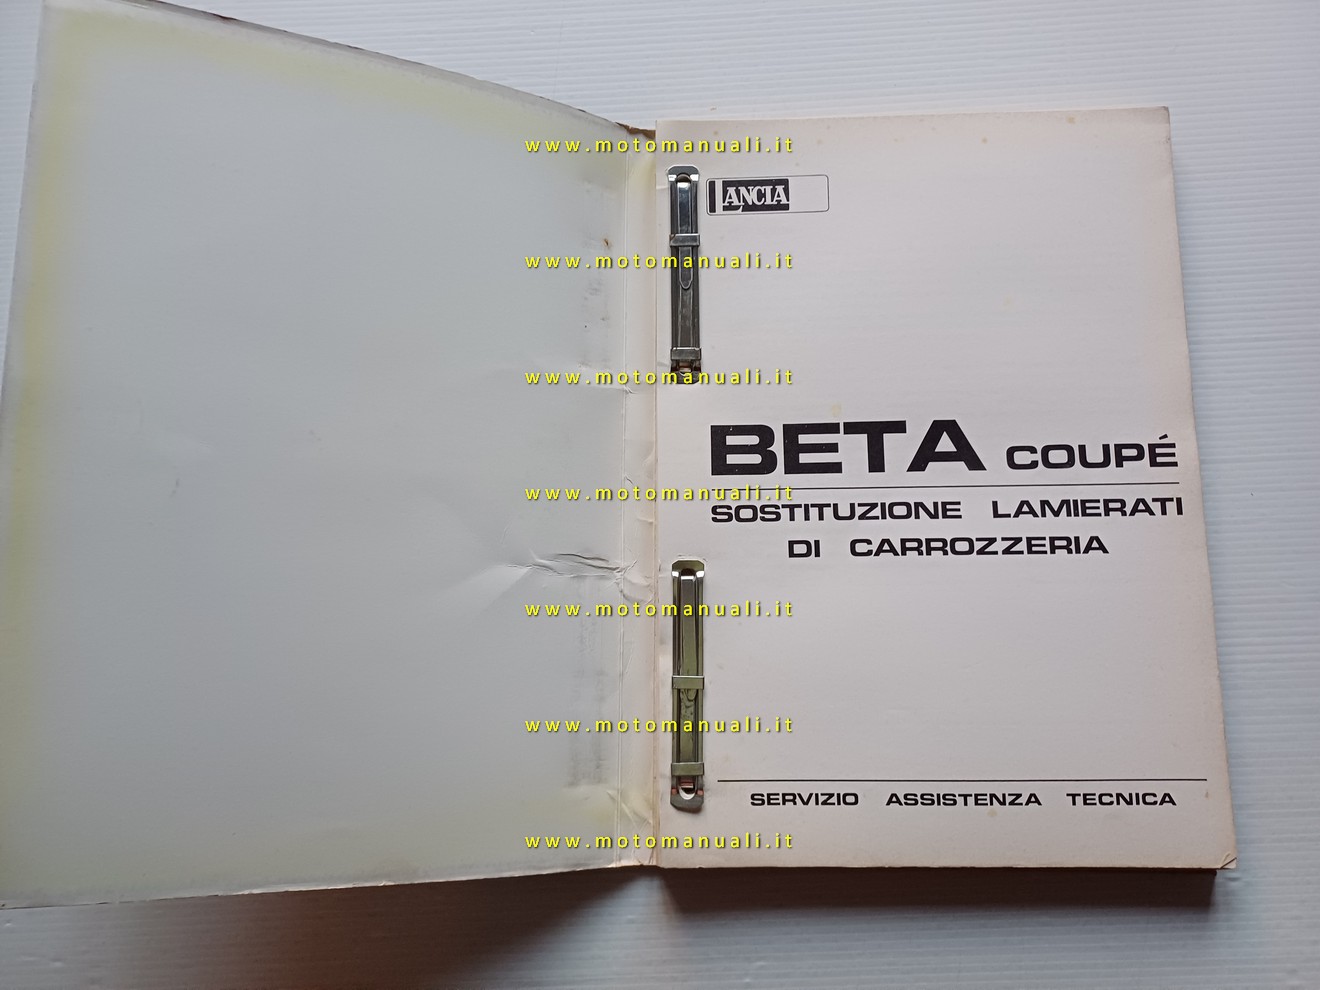 www.motomanuali.it
LANCIA
www.motomanuali.it
www.motomanuali.it
BETA COUPÉ
www.motomanuali.it
SOSTITUZIONE LAMIERATI
DI CARROZZERIA
www.motomanuali.it
www.motomanuali.it
SERVIZIO ASSISTENZA TECNICA
www.motomanuali.it